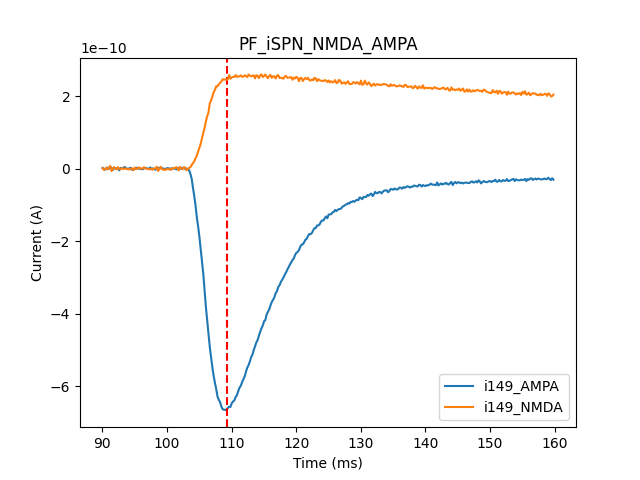 PF_iSPN_NMDA_AMPA
1e−10
2
0
−2
−4
−6
Current (A)
90 100 110 120 130 140 150 160
Time (ms)
i149_AMPA
i149_NMDA